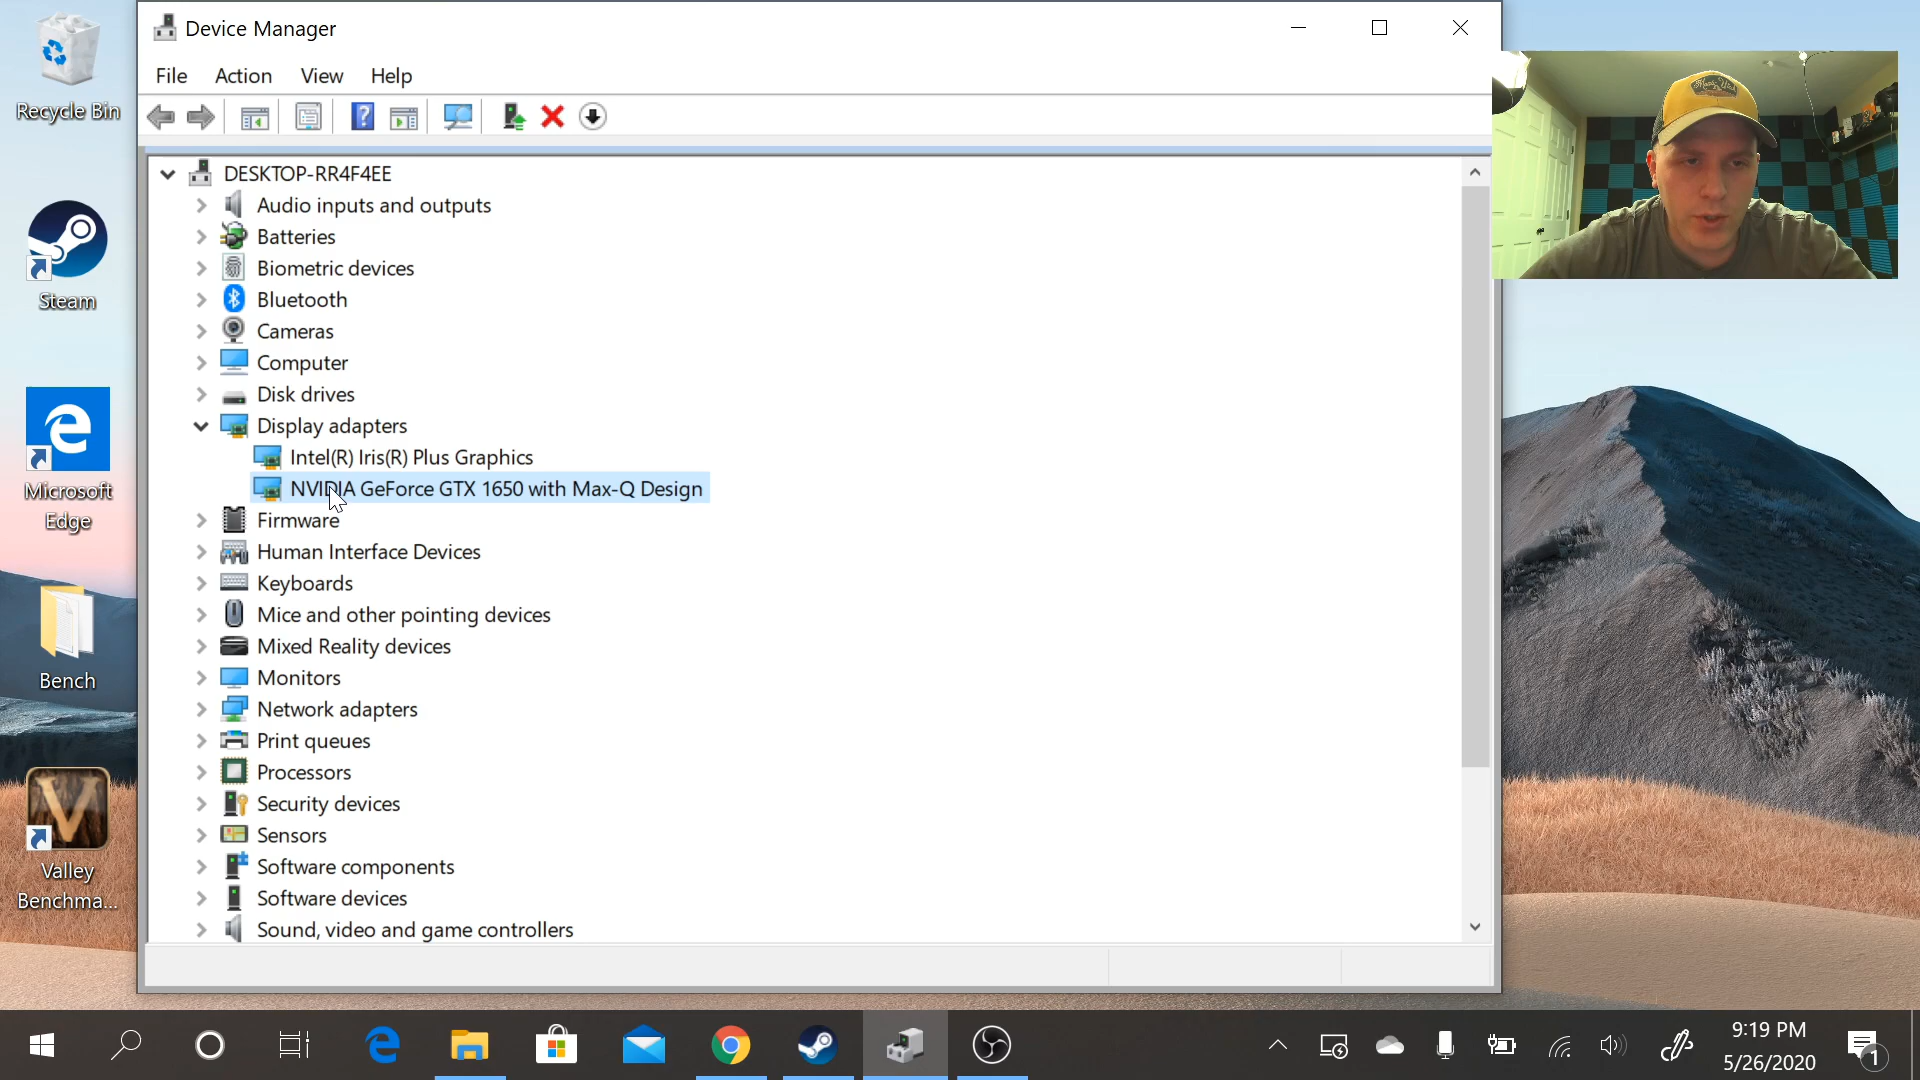 Device Manager
File Action View Help
DESKTOP-RR4F4EE
Audio inputs and outputs
Batteries
Biometric devices
Bluetooth
Cameras
Computer
Disk drives
Display adapters
Intel(R) Iris(R) Plus Graphics
NVIDIA GeForce GTX 1650 with Max-Q Design
Firmware
Human Interface Devices
Keyboards
Mice and other pointing devices
Mixed Reality devices
Monitors
Network adapters
Print queues
Processors
Security devices
Sensors
Software components
Software devices
Sound, video and game controllers
Recycle Bin
Steam
Microsoft
Edge
Bench
Valley
Benchma...
9:19 PM
5/26/2020
1